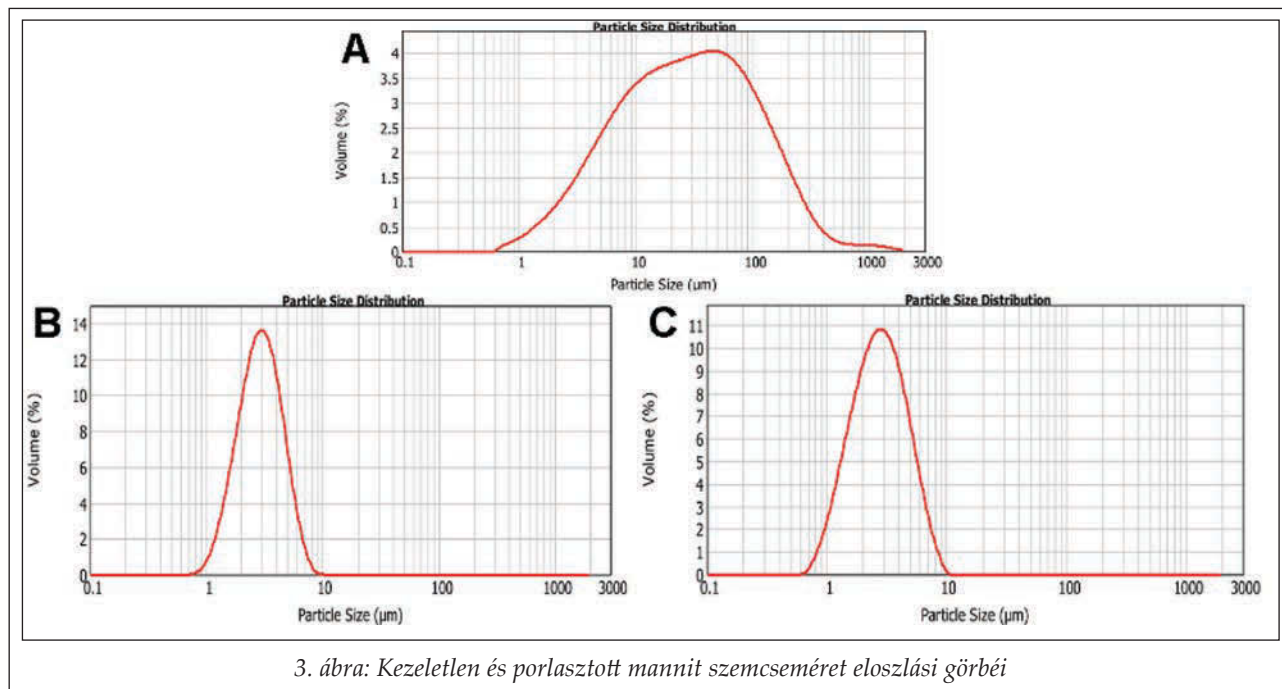 Particle Size Distribution
A
4
3.5
3
2.5
2
1.5
1
0.5
0
Volume (%)
0.1 1 10 100 1000 3000
Particle Size (µm)
Particle Size Distribution
B
14
12
10
8
6
4
2
0
Volume (%)
0.1 1 10 100 1000 3000
Particle Size (µm)
Particle Size Distribution
C
11
10
9
8
7
6
5
4
3
2
1
0
Volume (%)
0.1 1 10 100 1000 3000
Particle Size (µm)
3. ábra: Kezeletlen és porlasztott mannit szemcseméret eloszlási görbéi